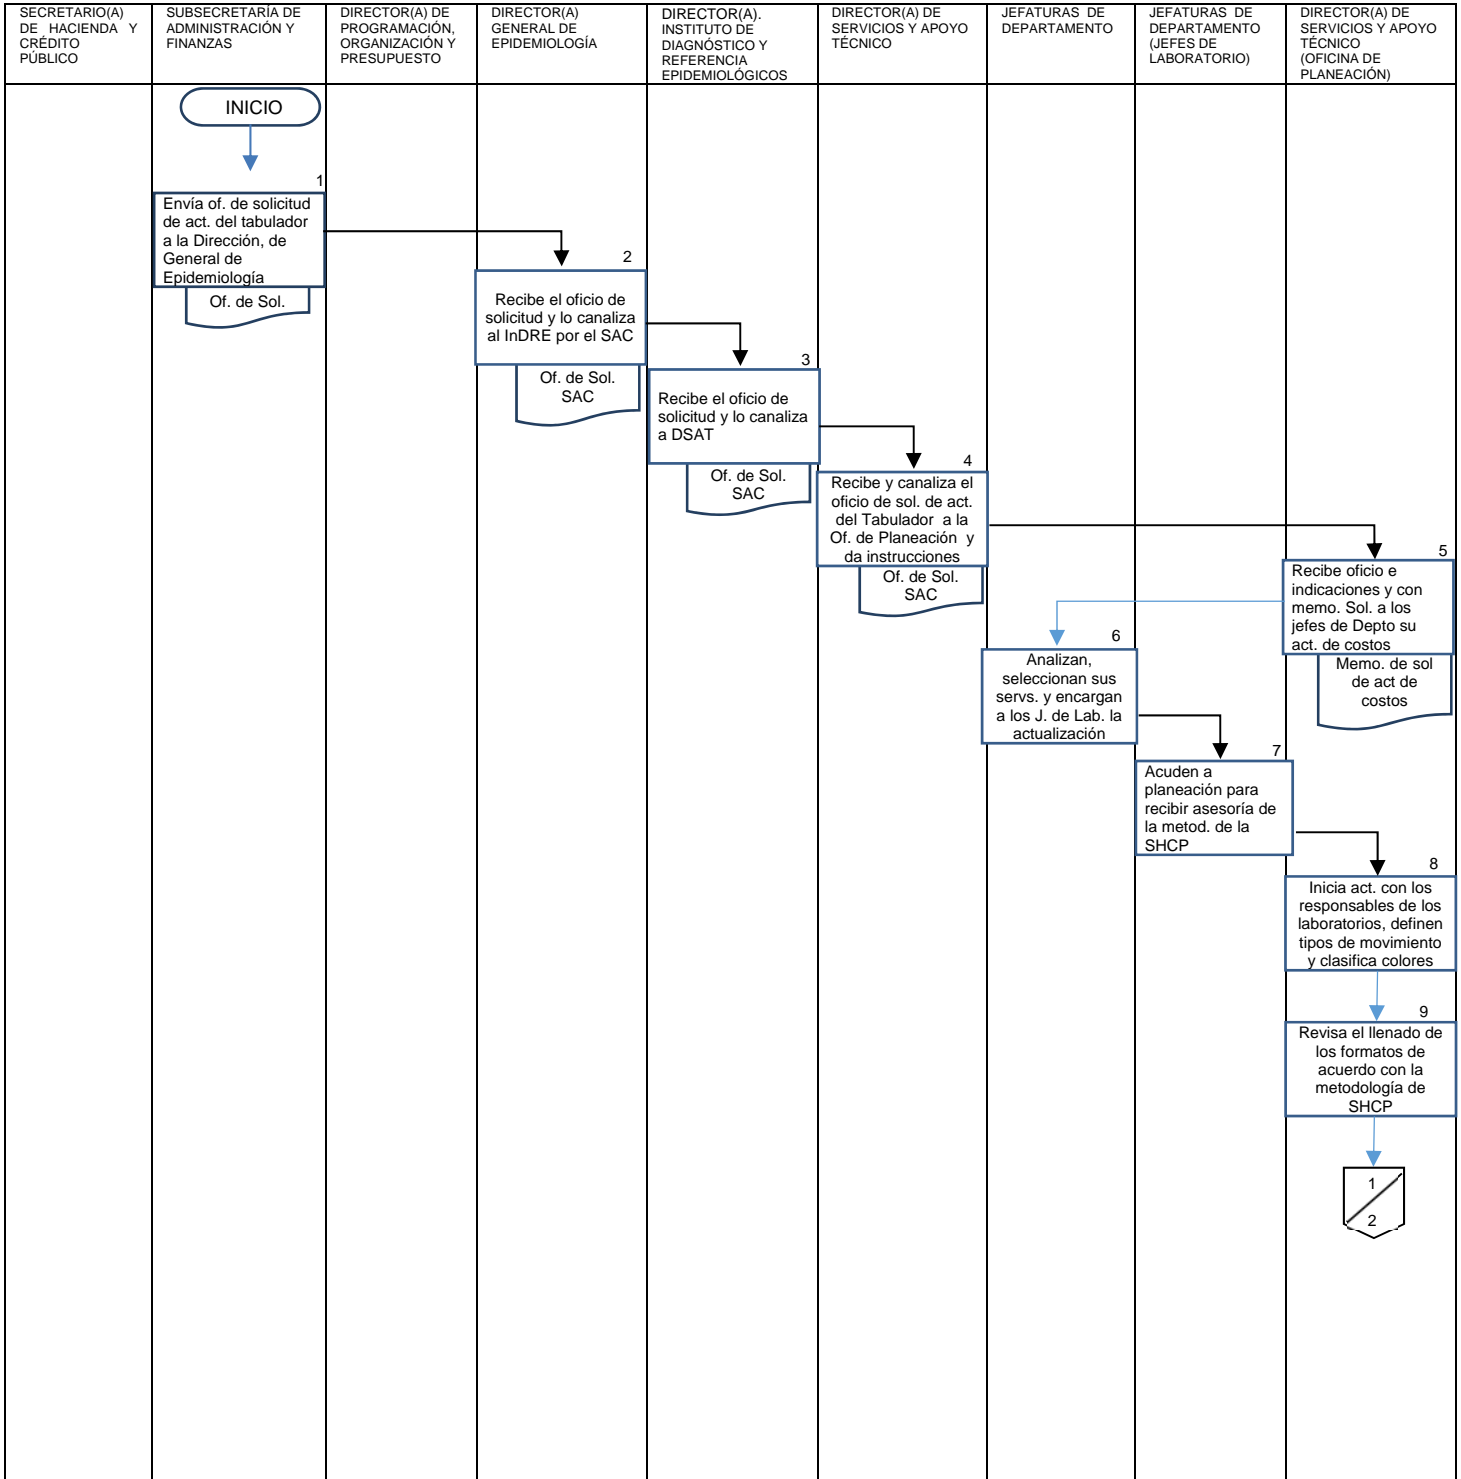 SECRETARIO(A)
DE HACIENDA Y
CRÉDITO
PÚBLICO
SUBSECRETARÍA DE
ADMINISTRACIÓN Y
FINANZAS
DIRECTOR(A) DE
PROGRAMACIÓN,
ORGANIZACIÓN Y
PRESUPUESTO
DIRECTOR(A)
GENERAL DE
EPIDEMIOLOGÍA
DIRECTOR(A).
INSTITUTO DE
DIAGNÓSTICO Y
REFERENCIA
EPIDEMIOLÓGICOS
DIRECTOR(A) DE
SERVICIOS Y APOYO
TÉCNICO
JEFATURAS DE
DEPARTAMENTO
JEFATURAS DE
DEPARTAMENTO
(JEFES DE
LABORATORIO)
DIRECTOR(A) DE
SERVICIOS Y APOYO
TÉCNICO
(OFICINA DE
PLANEACIÓN)
INICIO
1
Envía of. de solicitud
de act. del tabulador
a la Dirección, de
General de
Epidemiología
Of. de Sol.
2
Recibe el oficio de
solicitud y lo canaliza
al InDRE por el SAC
Of. de Sol.
SAC
3
Recibe el oficio de
solicitud y lo canaliza
a DSAT
Of. de Sol.
SAC
4
Recibe y canaliza el
oficio de sol. de act.
del Tabulador a la
Of. de Planeación y
da instrucciones
Of. de Sol.
SAC
5
Recibe oficio e
indicaciones y con
memo. Sol. a los
jefes de Depto su
act. de costos
Memo. de sol
de act de
costos
6
Analizan,
seleccionan sus
servs. y encargan
a los J. de Lab. la
actualización
7
Acuden a
planeación para
recibir asesoría de
la metod. de la
SHCP
8
Inicia act. con los
responsables de los
laboratorios, definen
tipos de movimiento
y clasifica colores
9
Revisa el llenado de
los formatos de
acuerdo con la
metodología de
SHCP
1
2